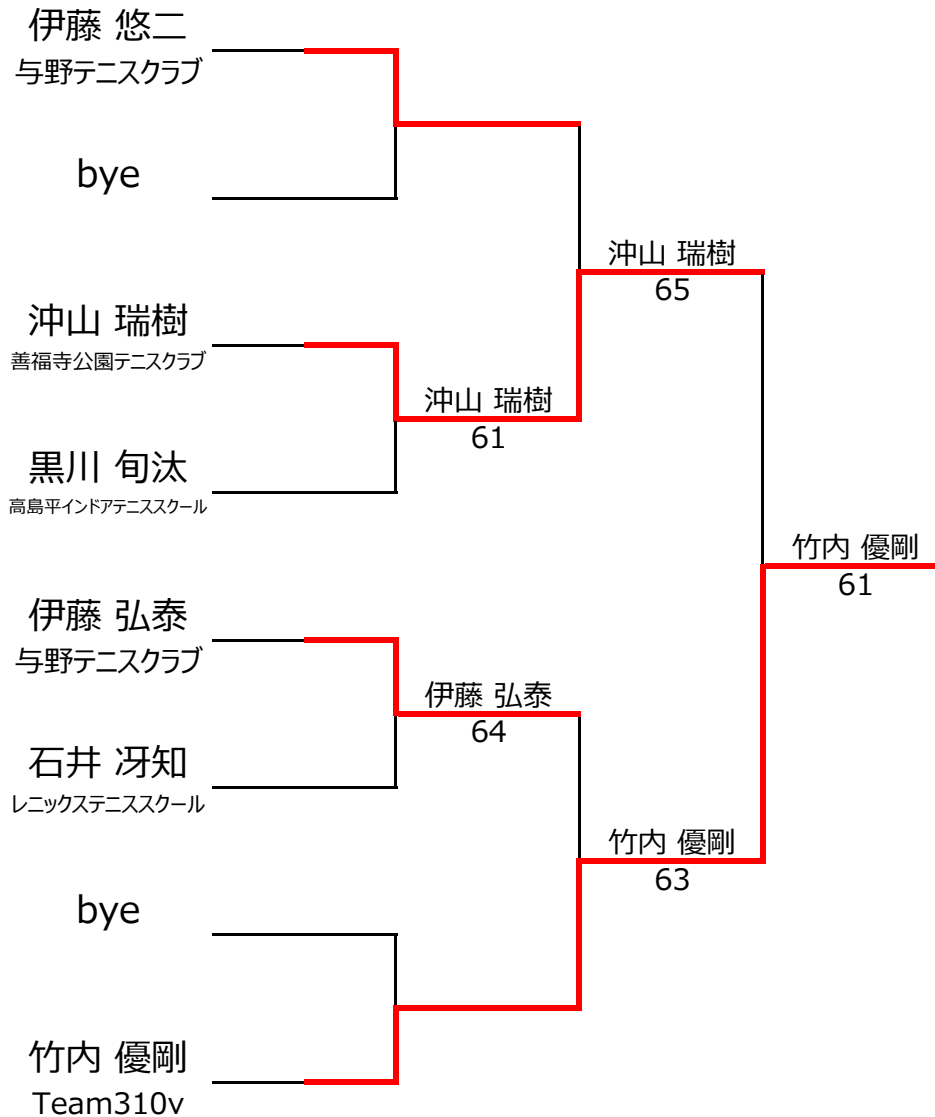 伊藤 悠二
与野テニスクラブ
bye
沖山 瑞樹
65
沖山 瑞樹
善福寺公園テニスクラブ
沖山 瑞樹
61
黒川 旬汰
高島平インドアテニススクール
竹内 優剛
61
伊藤 弘泰
与野テニスクラブ
伊藤 弘泰
64
石井 冴知
レニックステニススクール
竹内 優剛
63
bye
竹内 優剛
Team310v